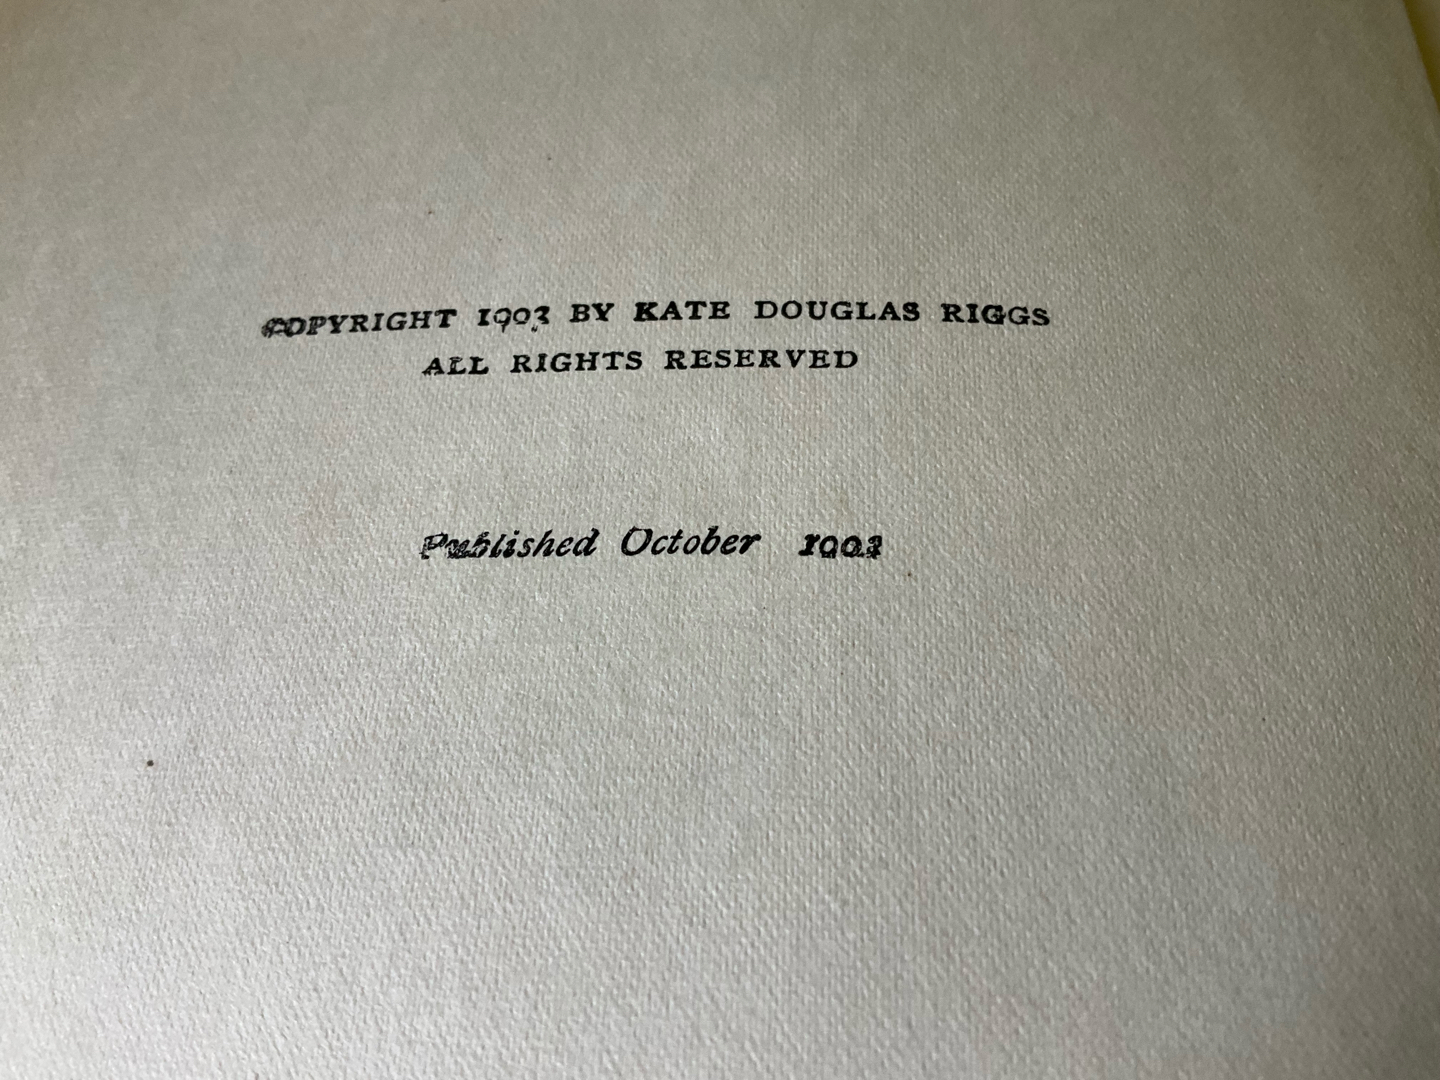 COPYRIGHT 1903 BY KATE DOUGLAS RIGGS
ALL RIGHTS RESERVED
Published October 1903